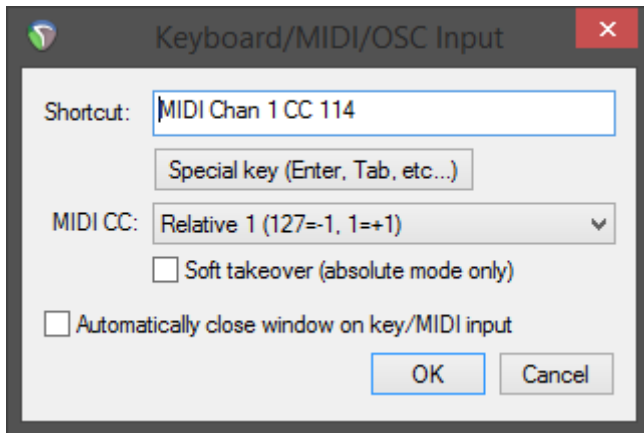 Keyboard/MIDI/OSC Input
Shortcut: MIDI Chan 1 CC 114
Special key (Enter, Tab, etc...)
MIDI CC: Relative 1 (127=-1, 1=+1)
Soft takeover (absolute mode only)
Automatically close window on key/MIDI input
OK Cancel